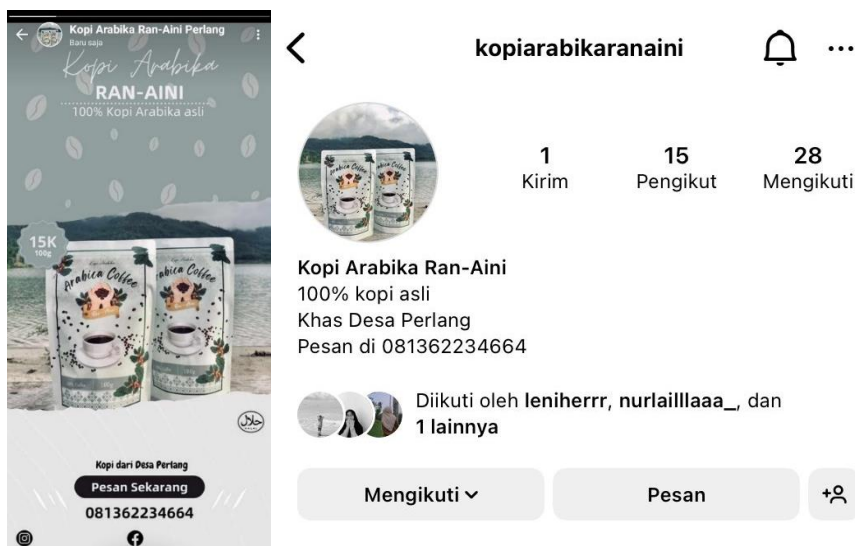 Kopi Arabika Ran-Aini Perlang
Baru saja
Kopi Arabika
RAN-AINI
100% Kopi Arabika asli
15K
100g
Arabica Coffee
Arabica Coffee
حلال
Kopi dari Desa Perlang
Pesan Sekarang
081362234664
kopiarabikaranaini
1
Kirim
15
Pengikut
28
Mengikuti
Kopi Arabika Ran-Aini
100% kopi asli
Khas Desa Perlang
Pesan di 081362234664
Diikuti oleh leniherrr, nurlailllaaa_, dan
1 lainnya
Mengikuti
Pesan